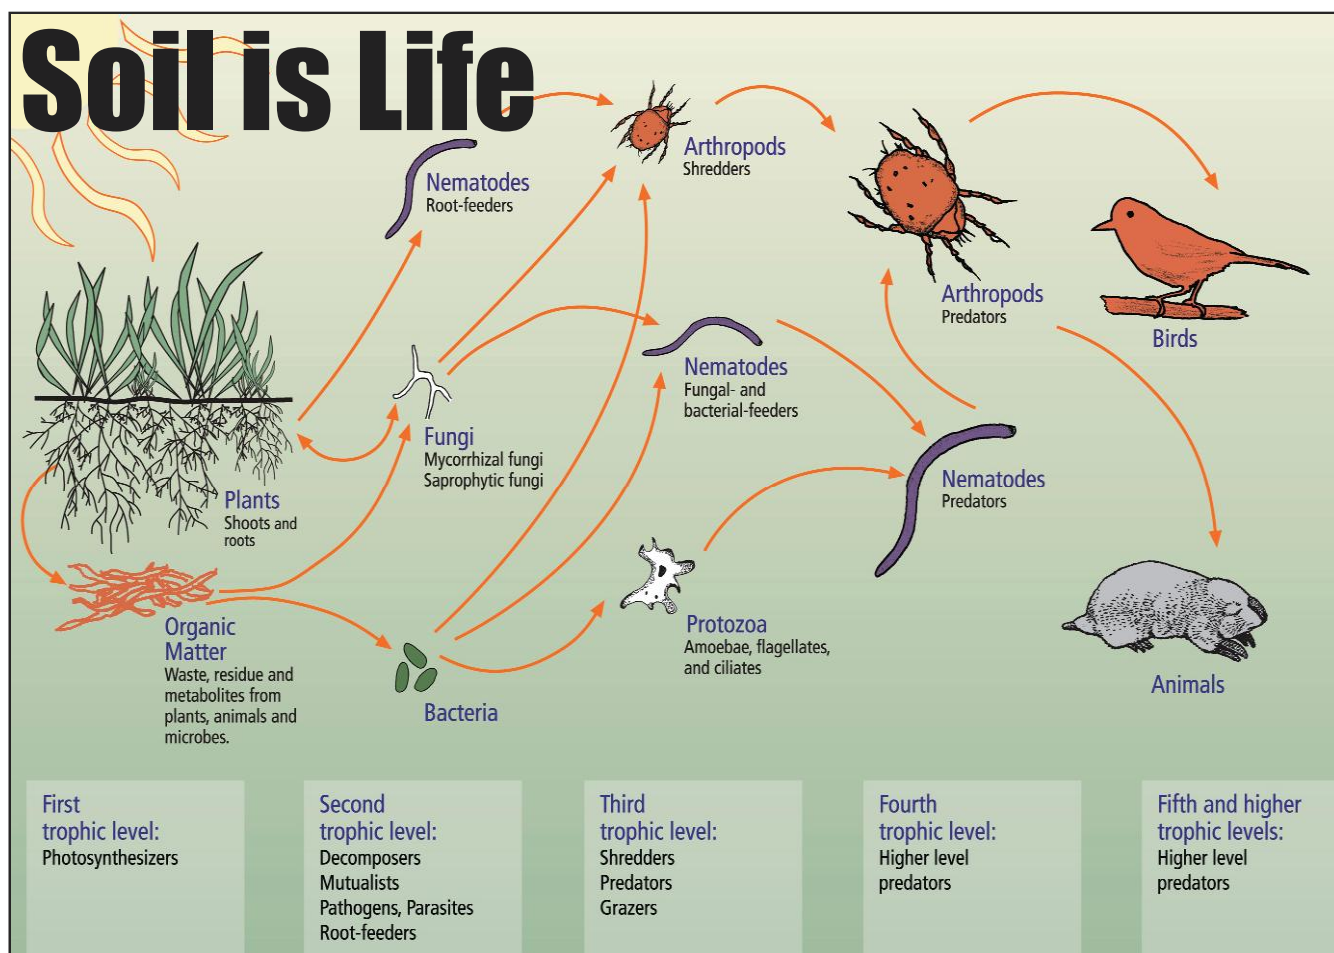 Soil is Life
Nematodes
Root-feeders
Arthropods
Shredders
Arthropods
Predators
Birds
Nematodes
Fungal- and
bacterial-feeders
Fungi
Mycorrhizal fungi
Saprophytic fungi
Plants
Shoots and
roots
Nematodes
Predators
Organic
Matter
Waste, residue and
metabolites from
plants, animals and
microbes.
Bacteria
Protozoa
Amoebae, flagellates,
and ciliates
Animals
First
trophic level:
Photosynthesizers
Second
trophic level:
Decomposers
Mutualists
Pathogens, Parasites
Root-feeders
Third
trophic level:
Shredders
Predators
Grazers
Fourth
trophic level:
Higher level
predators
Fifth and higher
trophic levels:
Higher level
predators